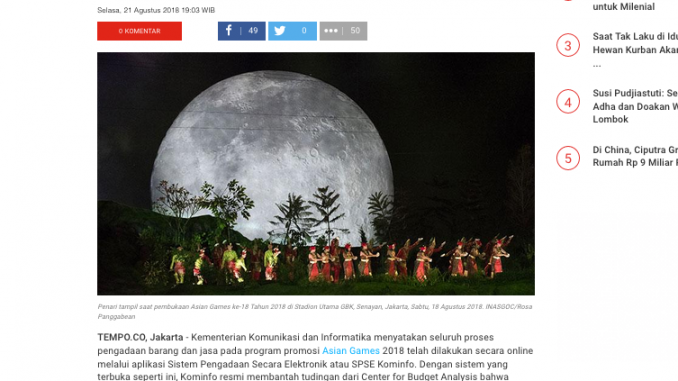 Selasa, 21 Agustus 2018 19:03 WIB
0 KOMENTAR
49
0
50
Penari tampil saat pembukaan Asian Games ke-18 Tahun 2018 di Stadion Utama GBK, Senayan, Jakarta, Sabtu, 18 Agustus 2018. INASGOC/Rosa
Panggabean
TEMPO.CO, Jakarta - Kementerian Komunikasi dan Informatika menyatakan seluruh proses
pengadaan barang dan jasa pada program promosi Asian Games 2018 telah dilakukan secara online
melalui aplikasi Sistem Pengadaan Secara Elektronik atau SPSE Kominfo. Dengan sistem yang
terbuka seperti ini, Kominfo resmi membantah tudingan dari Center for Budget Analysis bahwa
untuk Milenial
3
Saat Tak Laku di Idu
Hewan Kurban Akan
...
4
Susi Pudjiastuti: Se
Adha dan Doakan W
Lombok
5
Di China, Ciputra Gr
Rumah Rp 9 Miliar